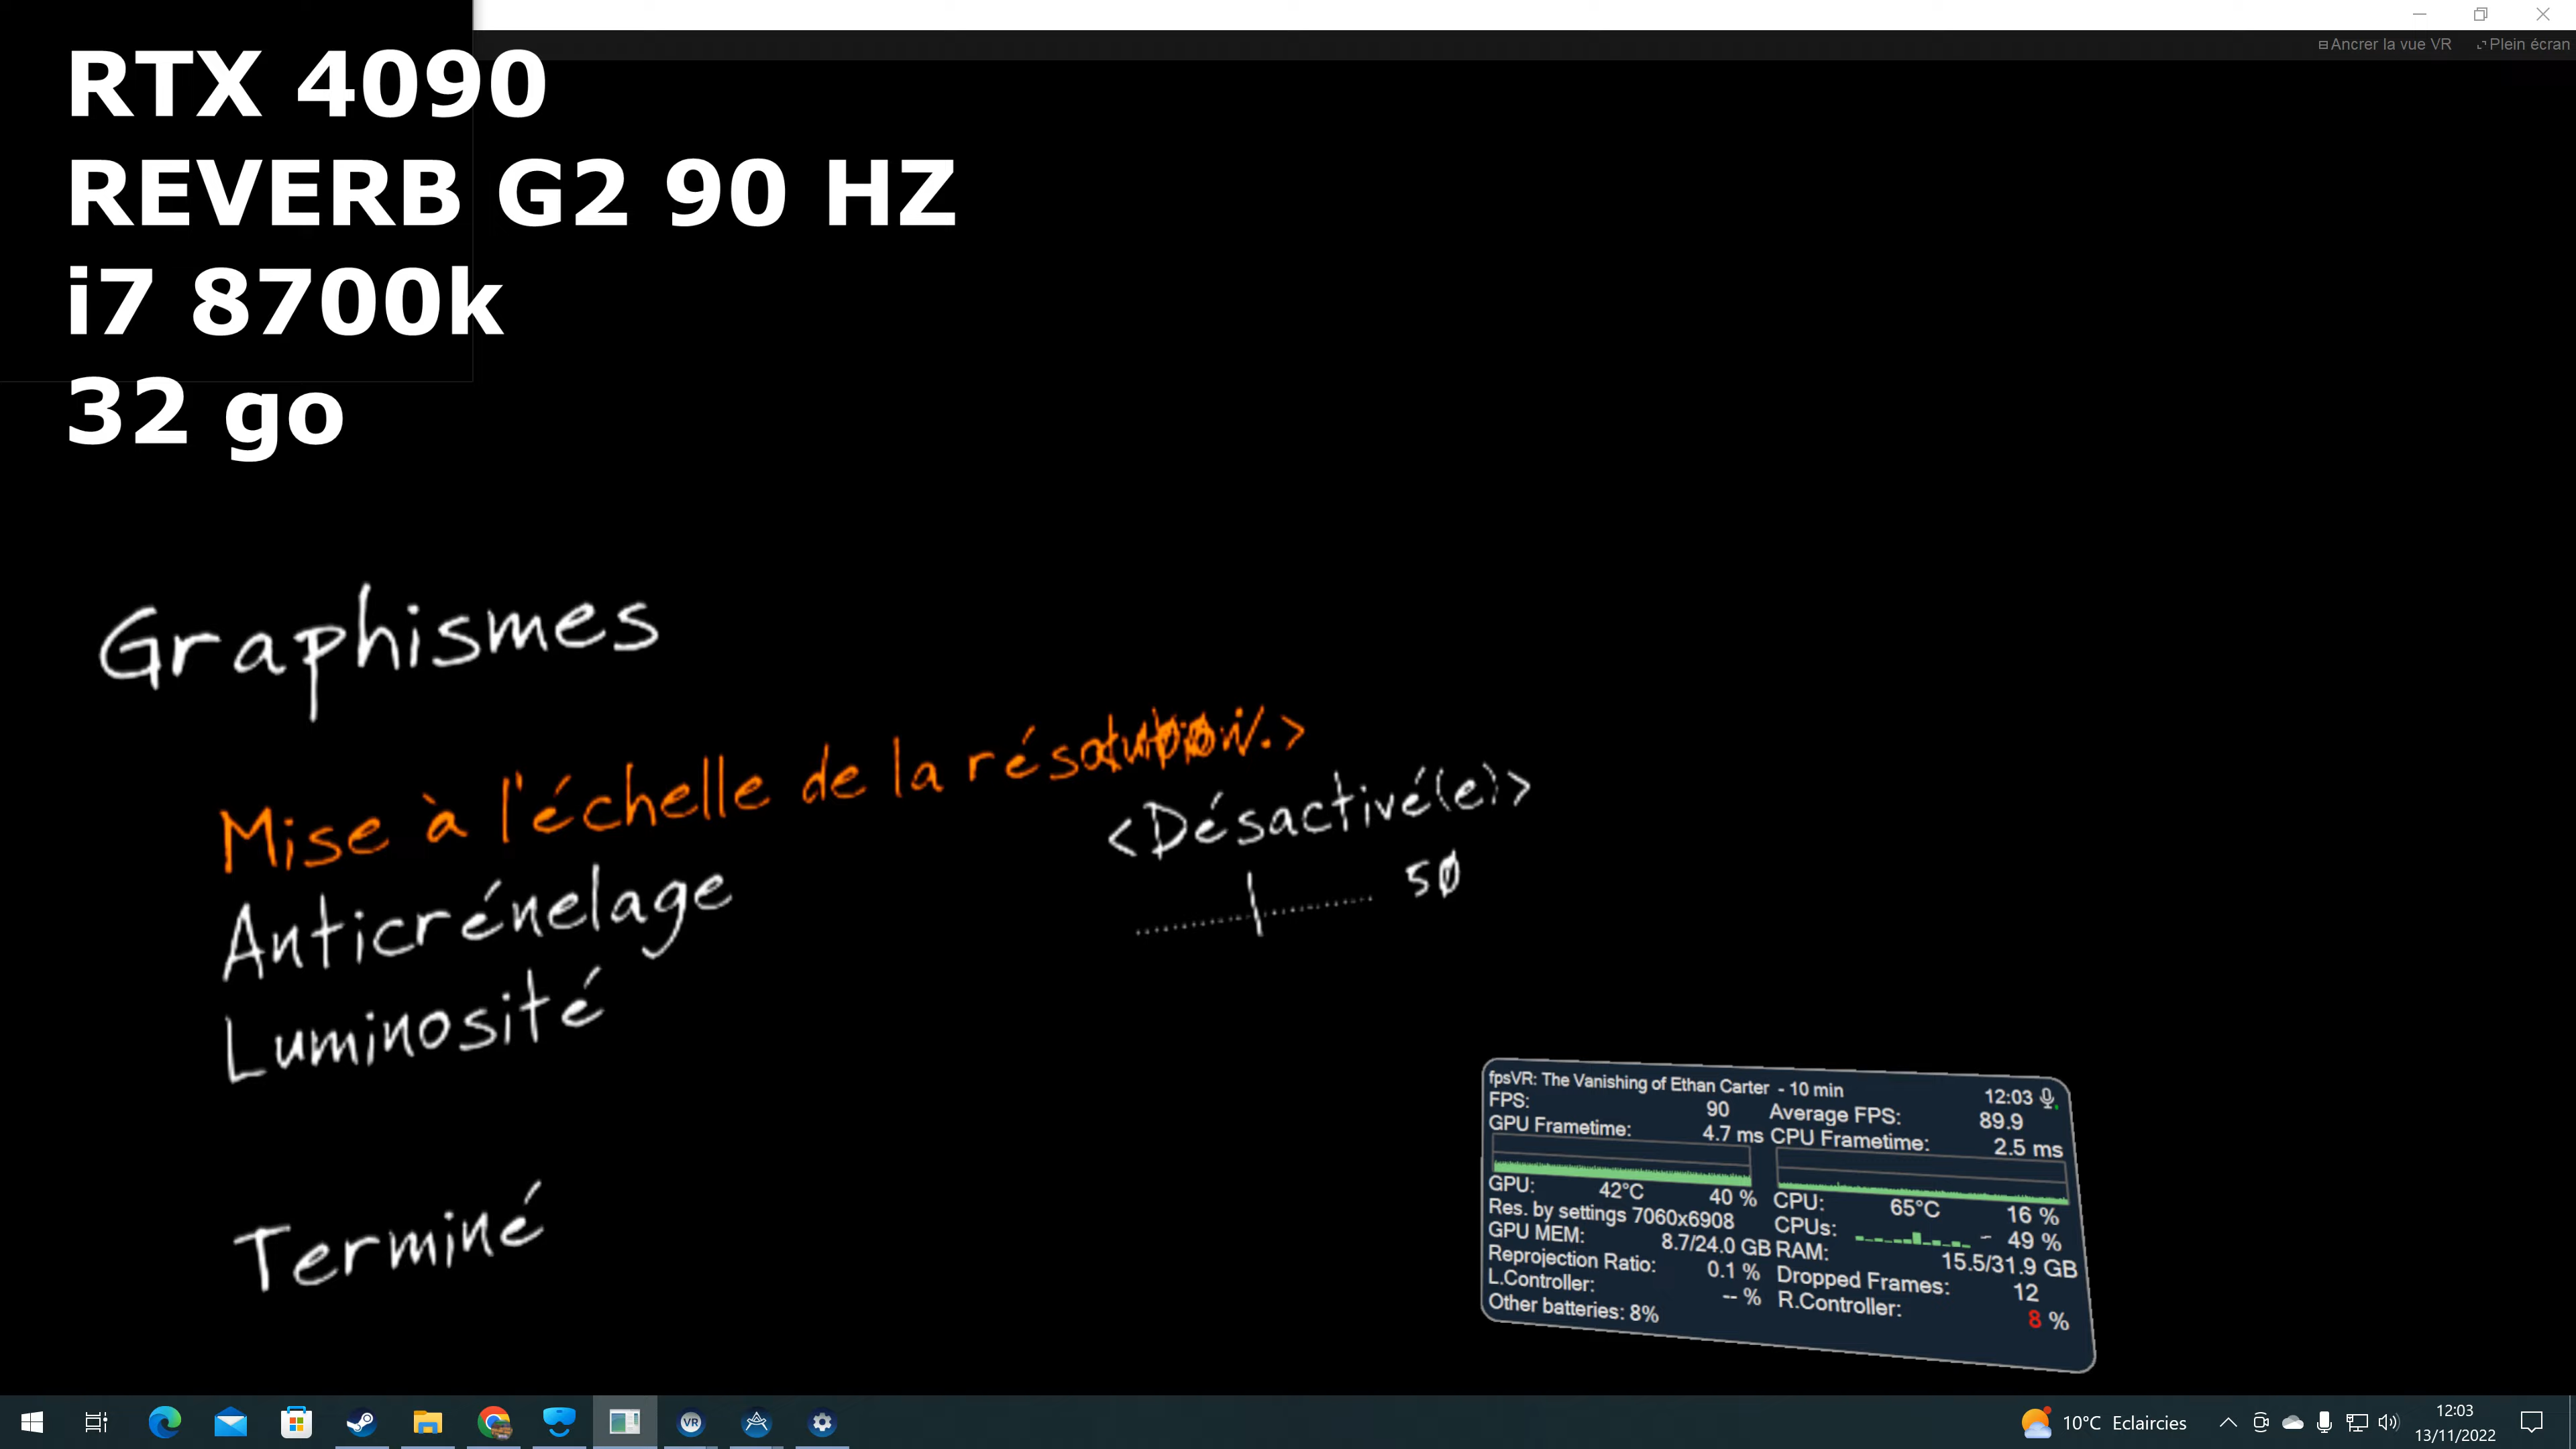 Ancrer la vue VR Plein écran
RTX 4090
REVERB G2 90 HZ
i7 8700k
32 go
Graphismes
Mise à l'échelle de la
<Désactivé(e)>
Anticrénelage
50
Luminosité
Terminé
fpsVR: The Vanishing of Ethan Carter - 10 min 12:03
FPS: 90 Average FPS: 89.9
GPU Frametime: 4.7 ms CPU Frametime: 2.5 ms
GPU: 42°C 40 % CPU: 65°C 16 %
Res. by settings 7060x6908 CPUs: 49 %
GPU MEM: 8.7/24.0 GB RAM: 15.5/31.9 GB
Reprojection Ratio: 0.1 % Dropped Frames: 12
L.Controller: -- % R.Controller: 8 %
Other batteries: 8%
VR
10°C Eclaircies
12:03
13/11/2022